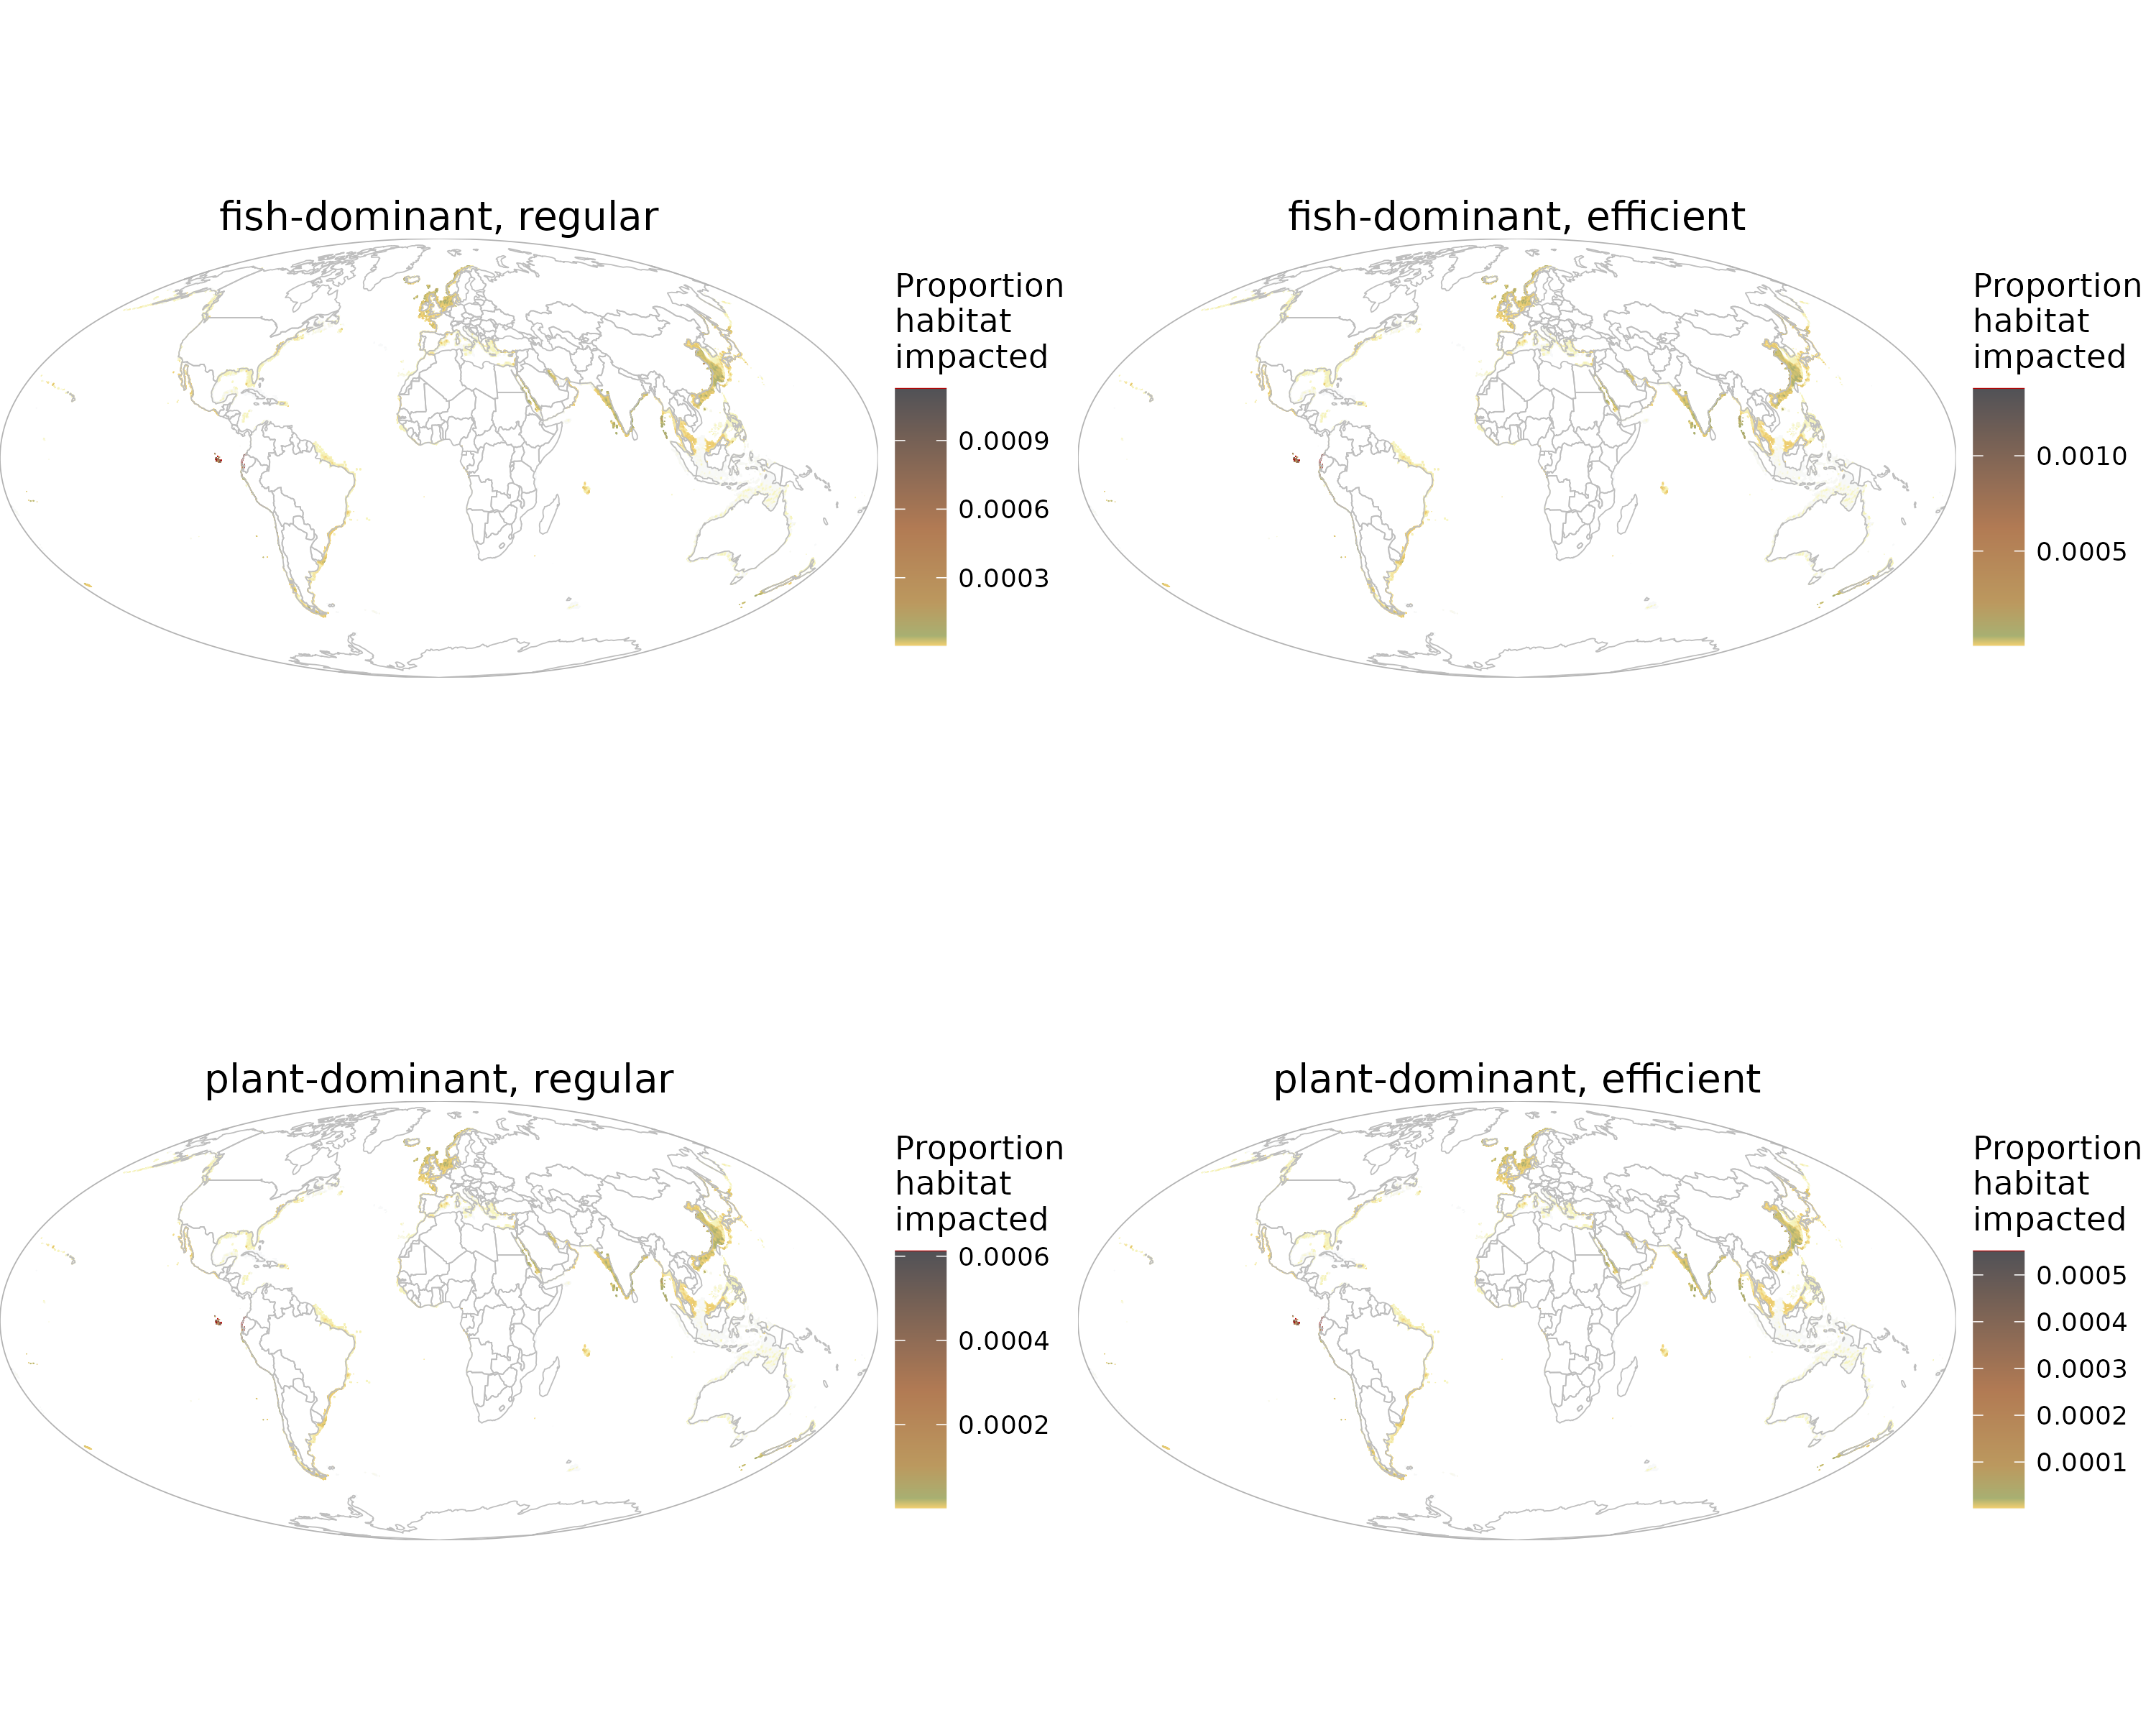 fish-dominant, regular
Proportion
habitat
impacted
0.0009
0.0006
0.0003
fish-dominant, efficient
Proportion
habitat
impacted
0.0010
0.0005
plant-dominant, regular
Proportion
habitat
impacted
0.0006
0.0004
0.0002
plant-dominant, efficient
Proportion
habitat
impacted
0.0005
0.0004
0.0003
0.0002
0.0001